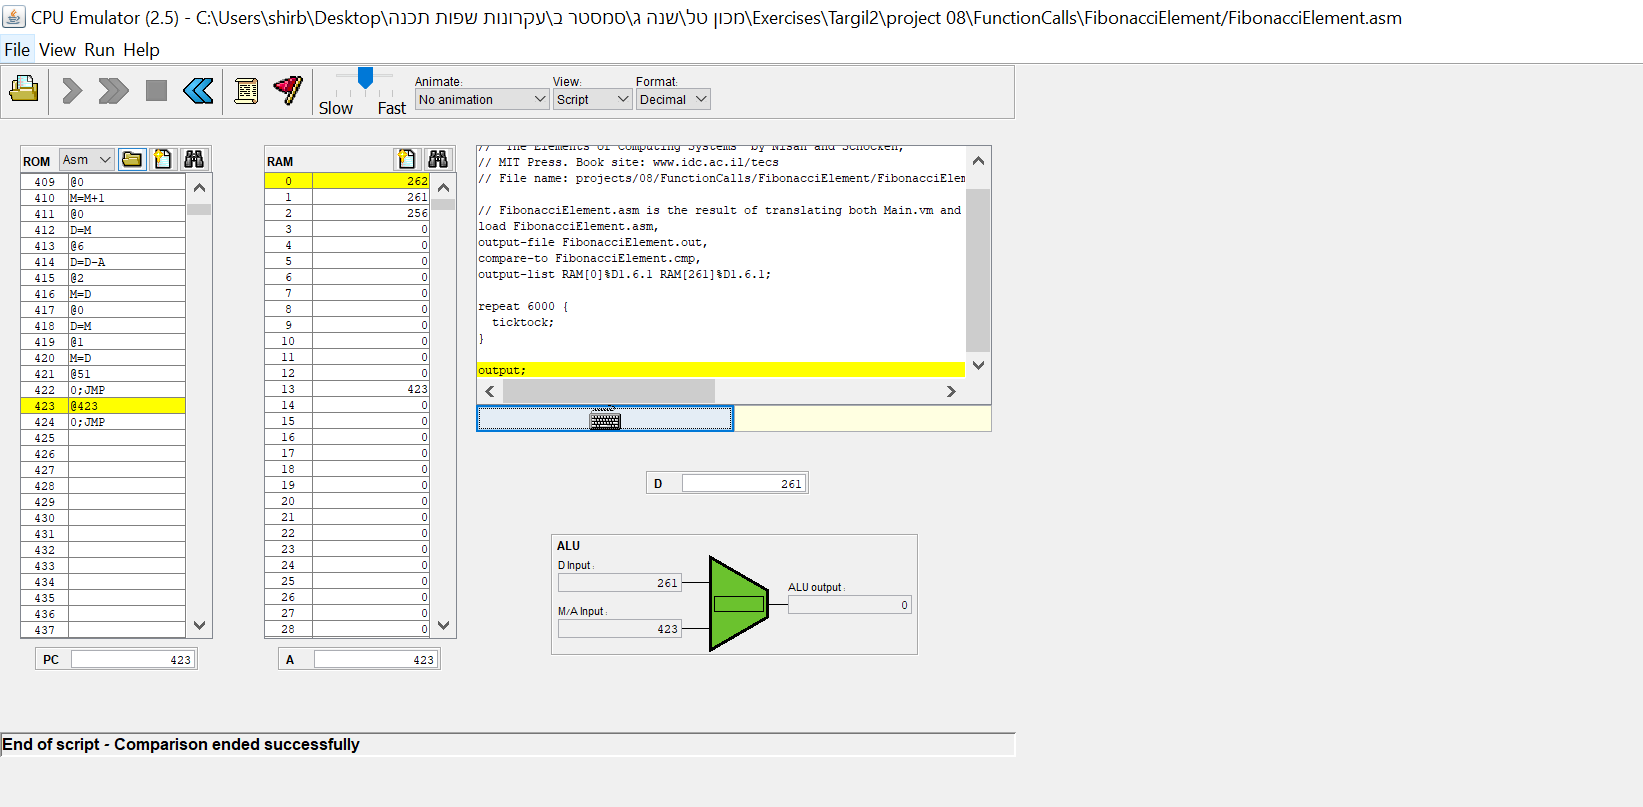 CPU Emulator (2.5) - C:\Users\shirb\Desktop\מכון טל\שנה ג\סמסטר ב\עקרונות שפות תכנה\Exercises\Targil2\project 08\FunctionCalls\FibonacciElement/FibonacciElement.asm
File View Run Help
Slow Fast
Animate:
No animation
View:
Script
Format:
Decimal
ROM Asm
409 @0
410 M=M+1
411 @0
412 D=M
413 @6
414 D=D-A
415 @2
416 M=D
417 @0
418 D=M
419 @1
420 M=D
421 @51
422 0;JMP
423 @423
424 0;JMP
425
426
427
428
429
430
431
432
433
434
435
436
437
PC 423
RAM
0 262
1 261
2 256
3 0
4 0
5 0
6 0
7 0
8 0
9 0
10 0
11 0
12 0
13 423
14 0
15 0
16 0
17 0
18 0
19 0
20 0
21 0
22 0
23 0
24 0
25 0
26 0
27 0
28 0
A 423
// "The Elements of Computing Systems" by Nisan and Schocken,
// MIT Press. Book site: www.idc.ac.il/tecs
// File name: projects/08/FunctionCalls/FibonacciElement/FibonacciElem
// FibonacciElement.asm is the result of translating both Main.vm and
load FibonacciElement.asm,
output-file FibonacciElement.out,
compare-to FibonacciElement.cmp,
output-list RAM[0]%D1.6.1 RAM[261]%D1.6.1;
repeat 6000 {
ticktock;
}
output;
D 261
ALU
D Input :
261
M/A Input :
423
ALU output :
0
End of script - Comparison ended successfully